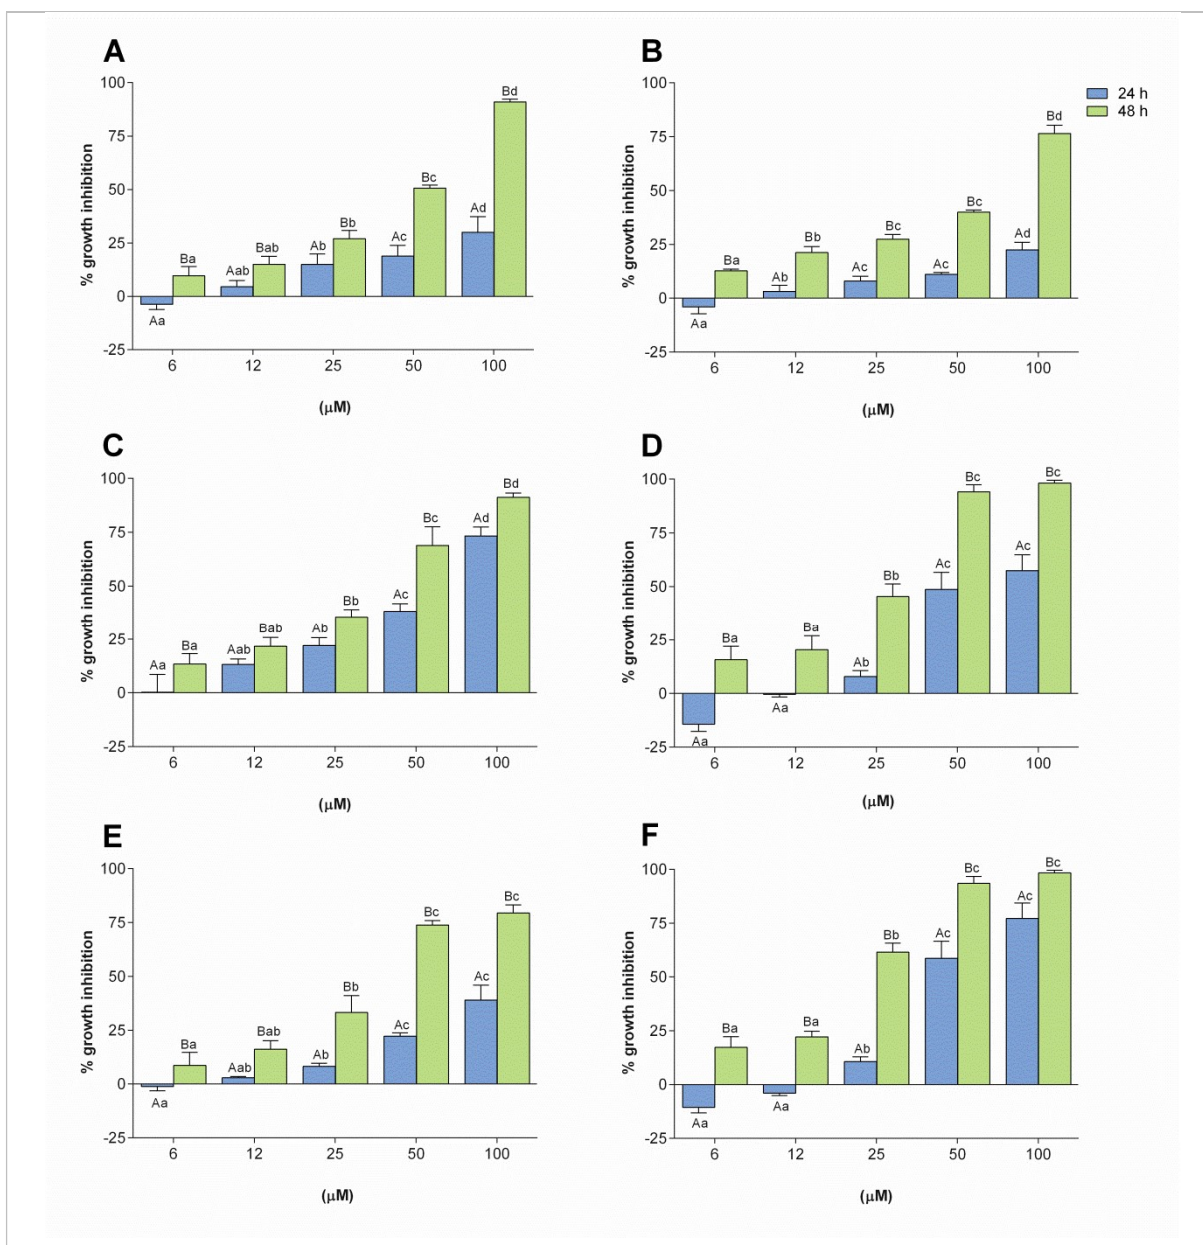 A
% growth inhibition
100
75
50
25
0
-25
Aa
Ba
Aab
Bab
Ab
Bb
Ac
Bc
Ad
Bd
6 12 25 50 100
(μM)
B
% growth inhibition
100
75
50
25
0
-25
Aa
Ba
Ab
Bb
Ac
Bc
Ac
Bc
Ad
Bd
6 12 25 50 100
(μM)
24 h
48 h
C
% growth inhibition
100
75
50
25
0
-25
Aa
Ba
Aab
Bab
Ab
Bb
Ac
Bc
Ad
Bd
6 12 25 50 100
(μM)
D
% growth inhibition
100
75
50
25
0
-25
Aa
Ba
Aa
Ba
Ab
Bb
Ac
Bc
Ac
Bc
6 12 25 50 100
(μM)
E
% growth inhibition
100
75
50
25
0
-25
Aa
Ba
Aab
Bab
Ab
Bb
Ac
Bc
Ac
Bc
6 12 25 50 100
(μM)
F
% growth inhibition
100
75
50
25
0
-25
Aa
Ba
Aa
Ba
Ab
Bb
Ac
Bc
Ac
Bc
6 12 25 50 100
(μM)